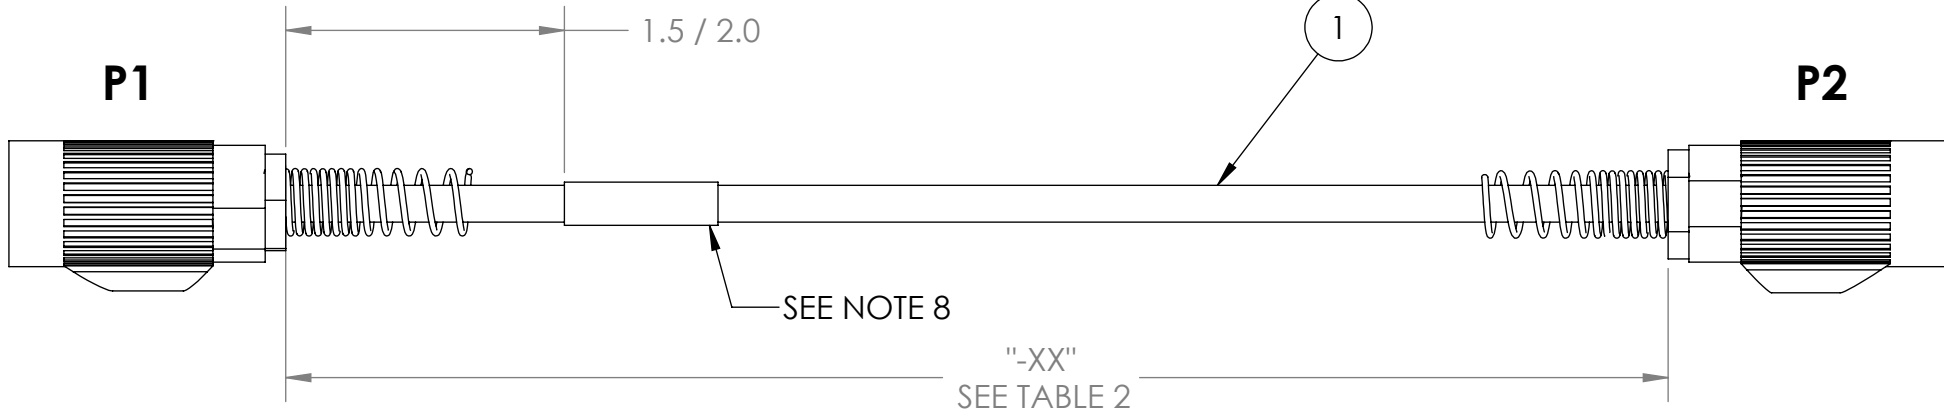 1.5 / 2.0
1
P1
P2
SEE NOTE 8
"-XX"
SEE TABLE 2